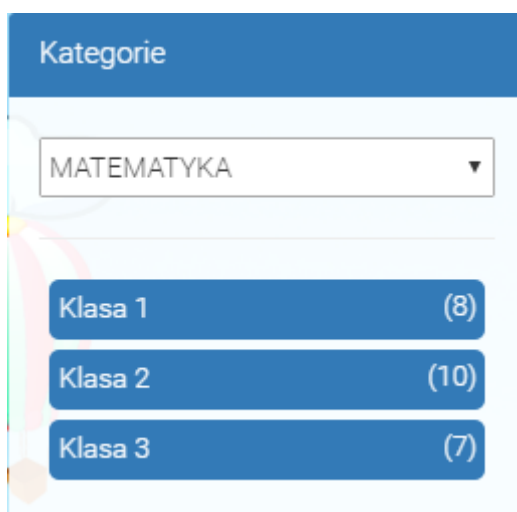 Kategorie
MATEMATYKA
Klasa 1 (8)
Klasa 2 (10)
Klasa 3 (7)